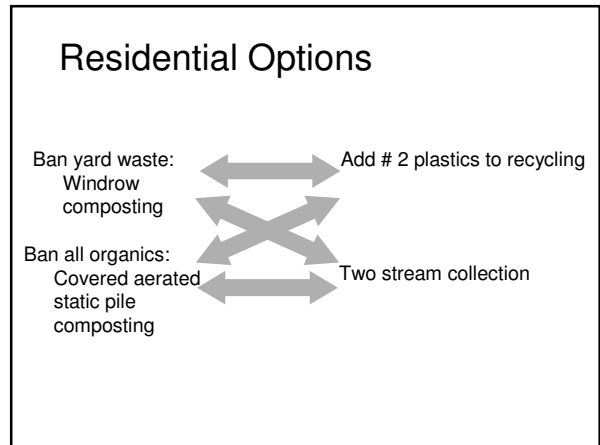 Residential Options
Ban yard waste:
Windrow
composting
Add # 2 plastics to recycling
Ban all organics:
Covered aerated
static pile
composting
Two stream collection